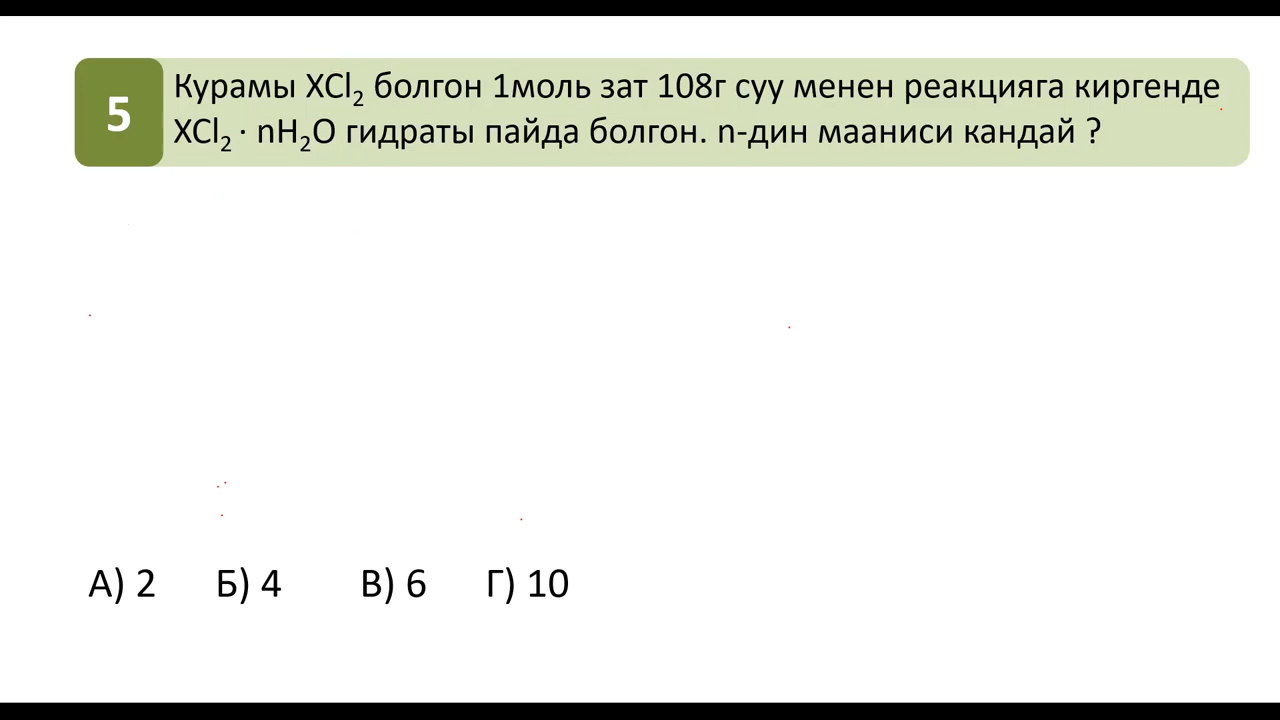 5
Курамы XCl₂ болгон 1моль зат 108г суу менен реакцияга киргенде
XCl₂ · nH₂O гидраты пайда болгон. n-дин мааниси кандай ?
А) 2 Б) 4 В) 6 Г) 10